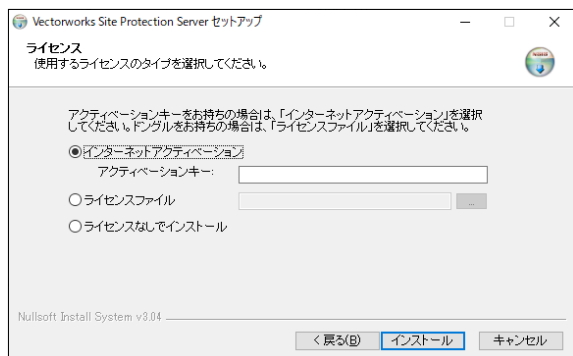 Vectorworks Site Protection Server セットアップ
ライセンス
使用するライセンスのタイプを選択してください。
アクティベーションキーをお持ちの場合は、「インターネットアクティベーション」を選択
してください。ドングルをお持ちの場合は、「ライセンスファイル」を選択してください。
インターネットアクティベーション
アクティベーションキー:
ライセンスファイル
...
ライセンスなしでインストール
Nullsoft Install System v3.04
< 戻る(B)
インストール
キャンセル